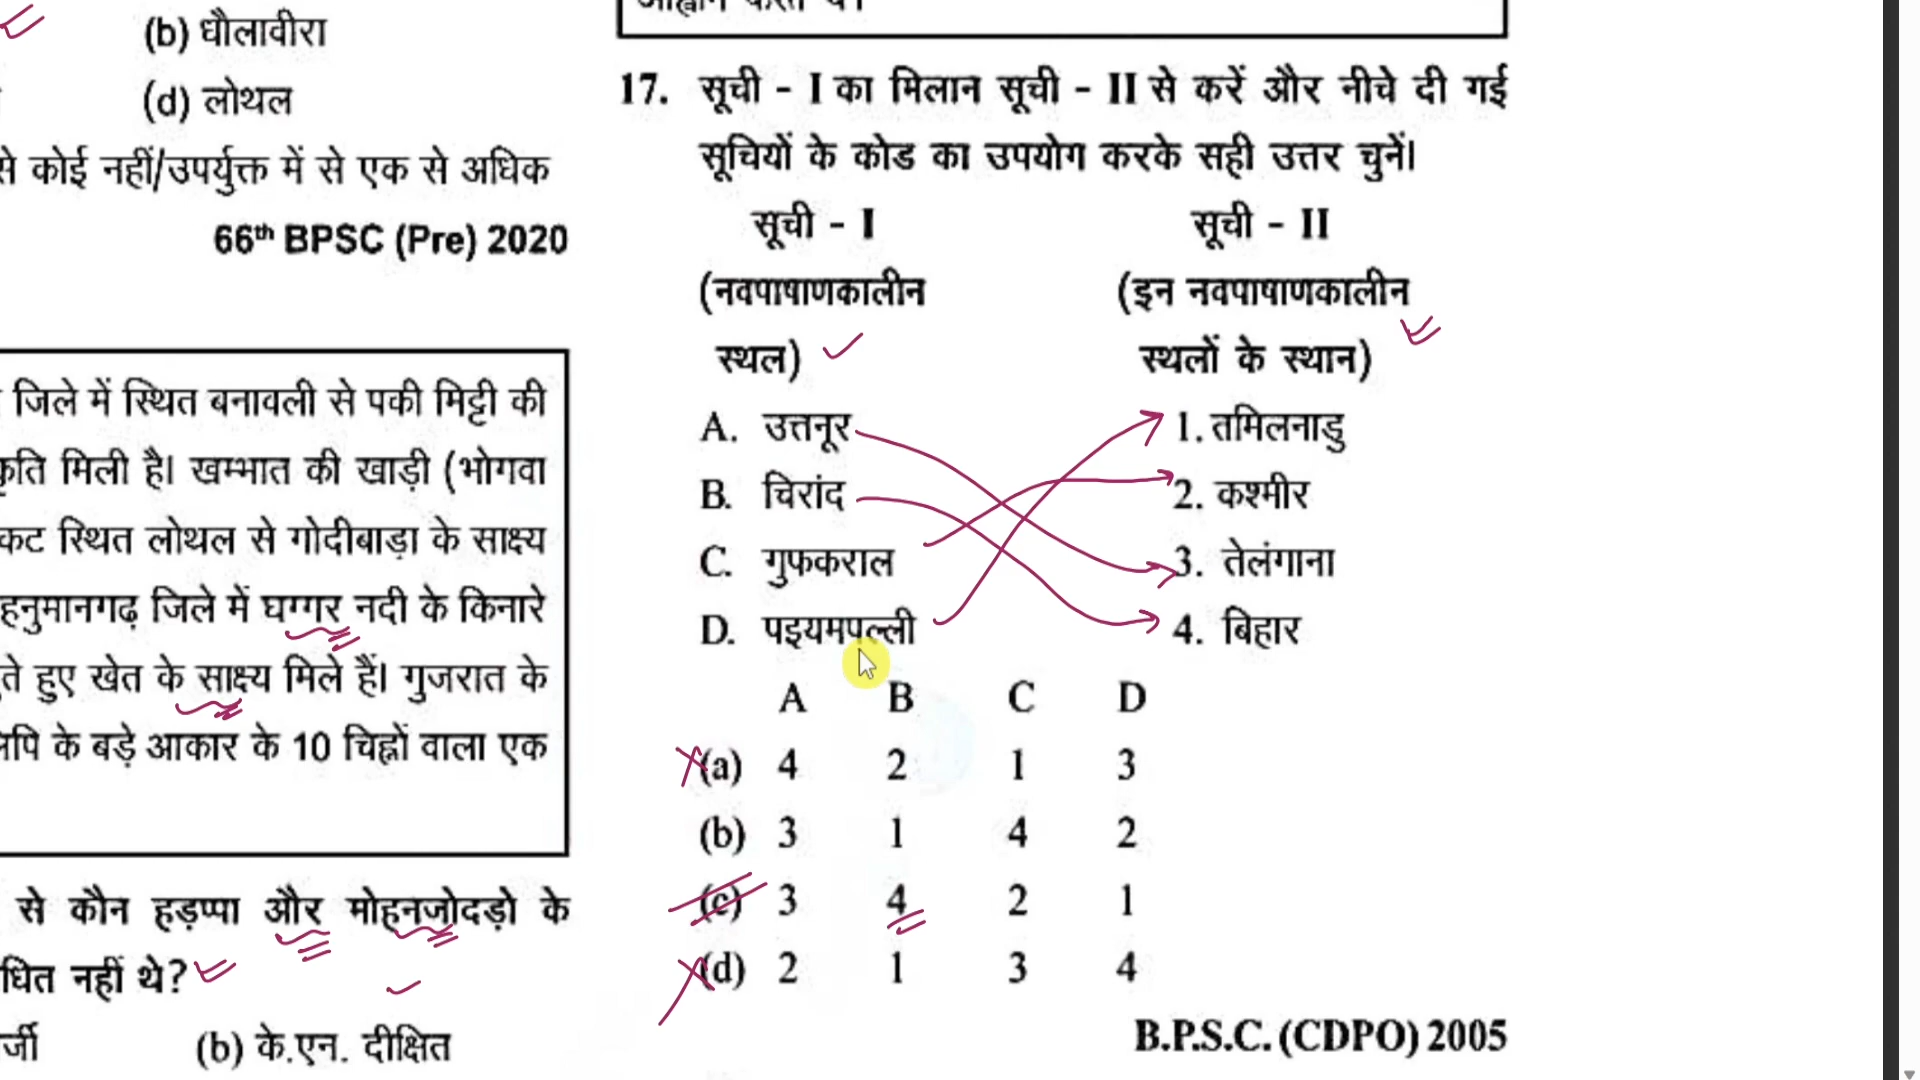 (b) धौलावीरा
(d) लोथल
से कोई नहीं/उपर्युक्त में से एक से अधिक
66th BPSC (Pre) 2020
जिले में स्थित बनावली से पकी मिट्टी की
कृति मिली है। खम्भात की खाड़ी (भोगवा
कट स्थित लोथल से गोदीबाड़ा के साक्ष्य
हनुमानगढ़ जिले में घग्गर नदी के किनारे
ते हुए खेत के साक्ष्य मिले हैं। गुजरात के
के बड़े आकार के 10 चिह्नों वाला एक
से कौन हड़प्पा और मोहनजोदड़ो के
धित नहीं थे?
र्जी (b) के.एन. दीक्षित
17. सूची - I का मिलान सूची - II से करें और नीचे दी गई
सूचियों के कोड का उपयोग करके सही उत्तर चुनें।
सूची - I सूची - II
(नवपाषाणकालीन (इन नवपाषाणकालीन
स्थल) स्थलों के स्थान)
A. उत्तनूर 1. तमिलनाडु
B. चिरांद 2. कश्मीर
C. गुफकराल 3. तेलंगाना
D. पइयमपल्ली 4. बिहार
A B C D
(a) 4 2 1 3
(b) 3 1 4 2
(c) 3 4 2 1
(d) 2 1 3 4
B.P.S.C. (CDPO) 2005